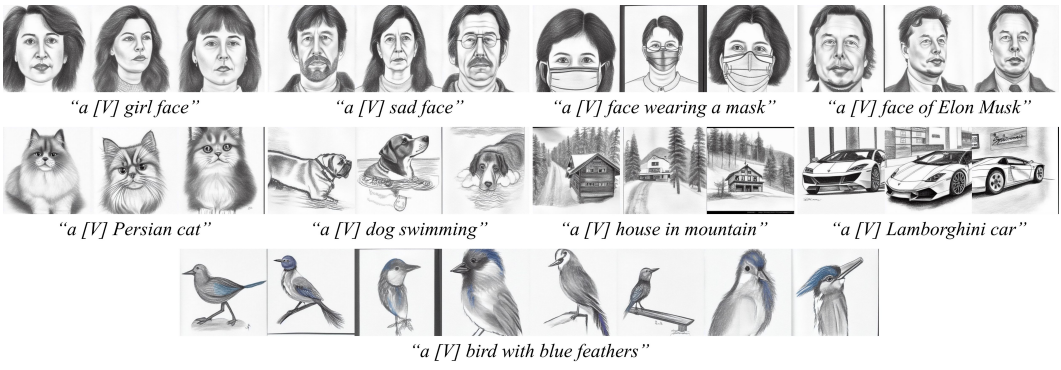 “a [V] girl face”
“a [V] sad face”
“a [V] face wearing a mask”
“a [V] face of Elon Musk”
“a [V] Persian cat”
“a [V] dog swimming”
“a [V] house in mountain”
“a [V] Lamborghini car”
“a [V] bird with blue feathers”